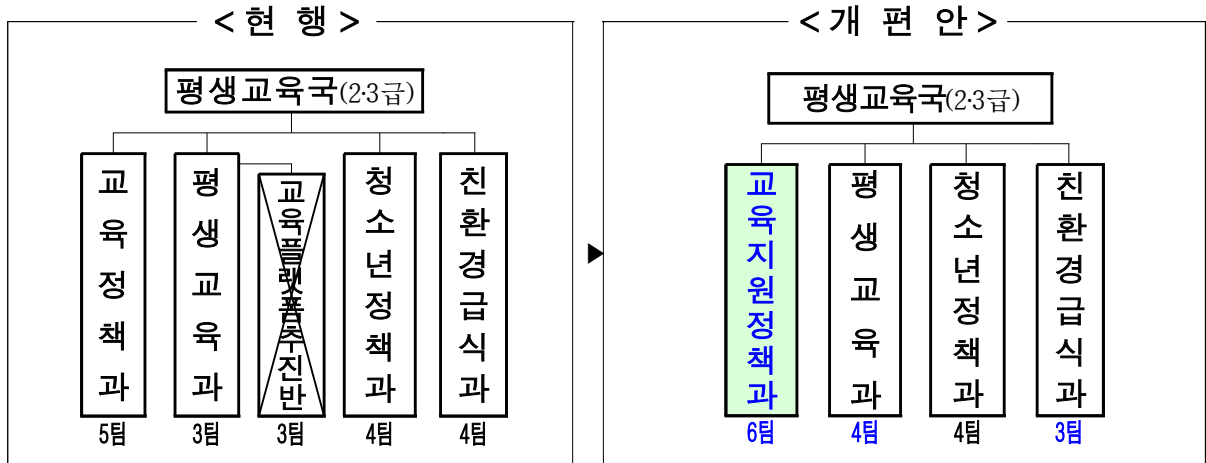 <현 행>
평생교육국(2·3급)
교육정책과
5팀
평생교육과
3팀
교육플랫폼추진반
3팀
청소년정책과
4팀
친환경급식과
4팀
▶
<개 편 안>
평생교육국(2·3급)
교육지원정책과
6팀
평생교육과
4팀
청소년정책과
4팀
친환경급식과
3팀